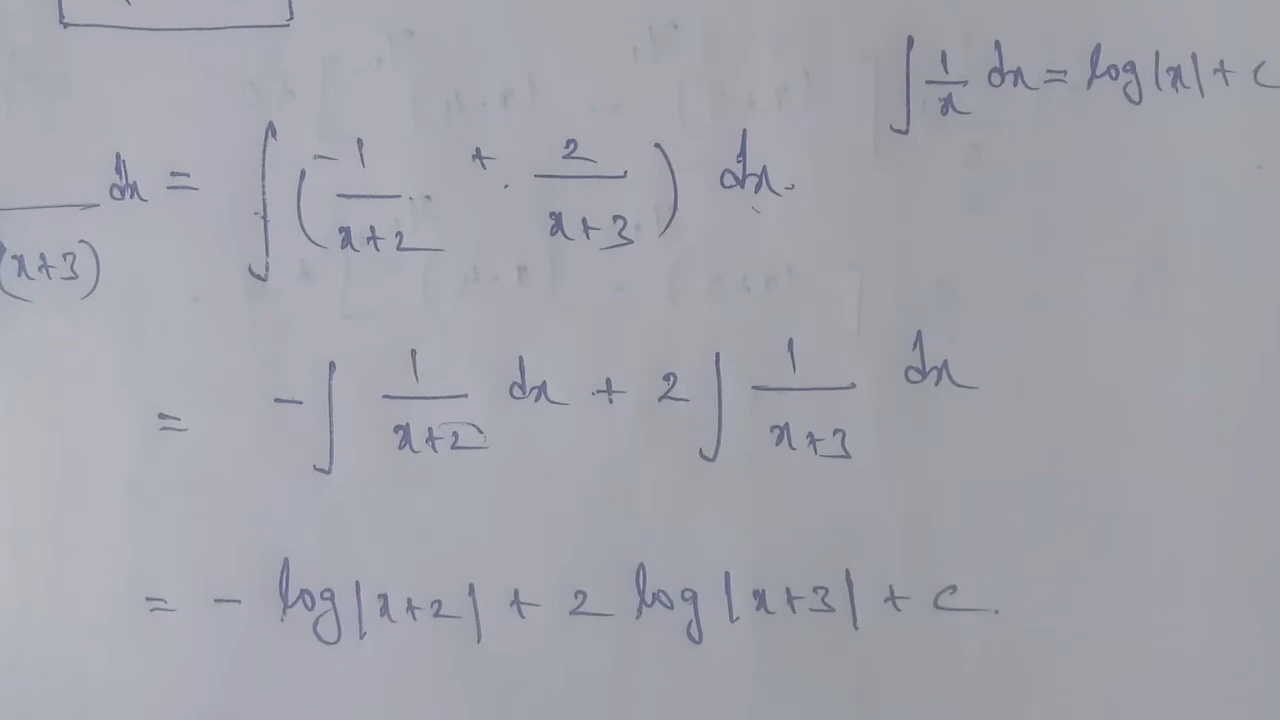 ∫ 1/x dx = log|x| + c
(x+3) dx = ∫ ( -1/x+2 + 2/x+3 ) dx.
= - ∫ 1/x+2 dx + 2 ∫ 1/x+3 dx
= - log|x+2| + 2 log|x+3| + c.